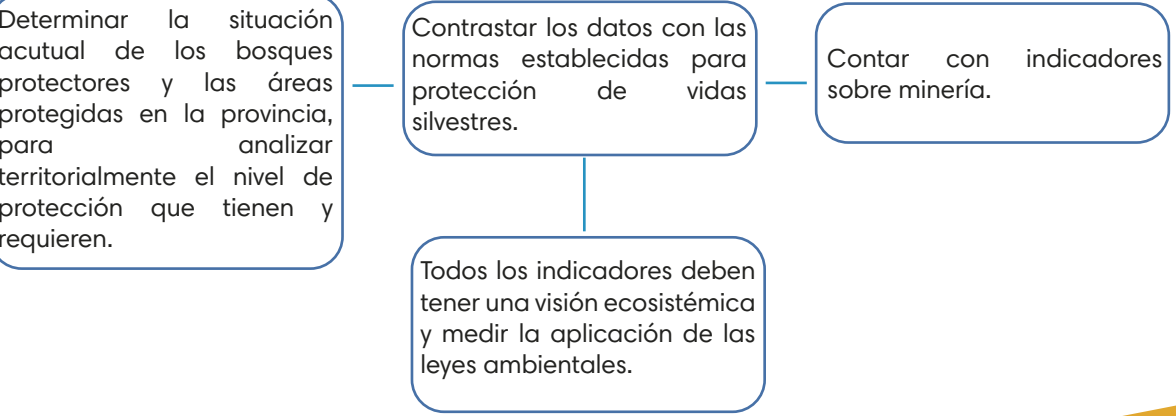 Determinar la situación
acutual de los bosques
protectores y las áreas
protegidas en la provincia,
para analizar
territorialmente el nivel de
protección que tienen y
requieren.
Contrastar los datos con las
normas establecidas para
protección de vidas
silvestres.
Contar con indicadores
sobre minería.
Todos los indicadores deben
tener una visión ecosistémica
y medir la aplicación de las
leyes ambientales.